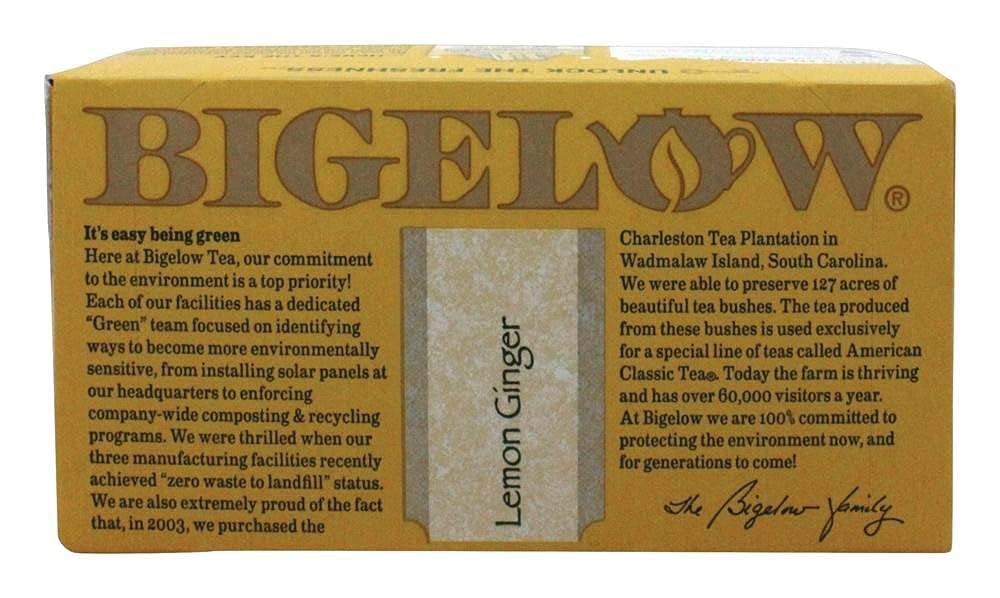 UNLOCK THE FRESHNESS...
BIGELOW®
It's easy being green
Here at Bigelow Tea, our commitment
to the environment is a top priority!
Each of our facilities has a dedicated
"Green" team focused on identifying
ways to become more environmentally
sensitive, from installing solar panels at
our headquarters to enforcing
company-wide composting & recycling
programs. We were thrilled when our
three manufacturing facilities recently
achieved "zero waste to landfill" status.
We are also extremely proud of the fact
that, in 2003, we purchased the
Lemon Ginger
Charleston Tea Plantation in
Wadmalaw Island, South Carolina.
We were able to preserve 127 acres of
beautiful tea bushes. The tea produced
from these bushes is used exclusively
for a special line of teas called American
Classic Tea®. Today the farm is thriving
and has over 60,000 visitors a year.
At Bigelow we are 100% committed to
protecting the environment now, and
for generations to come!
The Bigelow Family